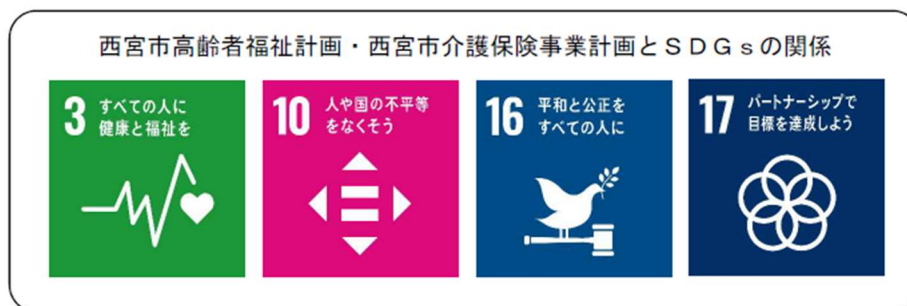 西宮市高齢者福祉計画・西宮市介護保険事業計画とＳＤＧｓの関係
3 すべての人に
健康と福祉を
10 人や国の不平等
をなくそう
16 平和と公正を
すべての人に
17 パートナーシップで
目標を達成しよう